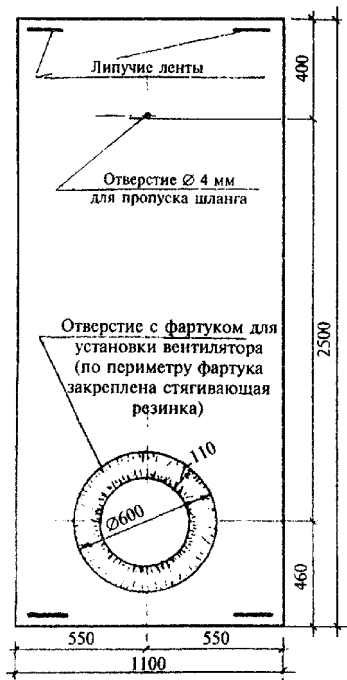 Липучие ленты
400
Отверстие Ø 4 мм
для пропуска шланга
2500
Отверстие с фартуком для
установки вентилятора
(по периметру фартука
закреплена стягивающая
резинка)
110
Ø600
460
550
550
1100